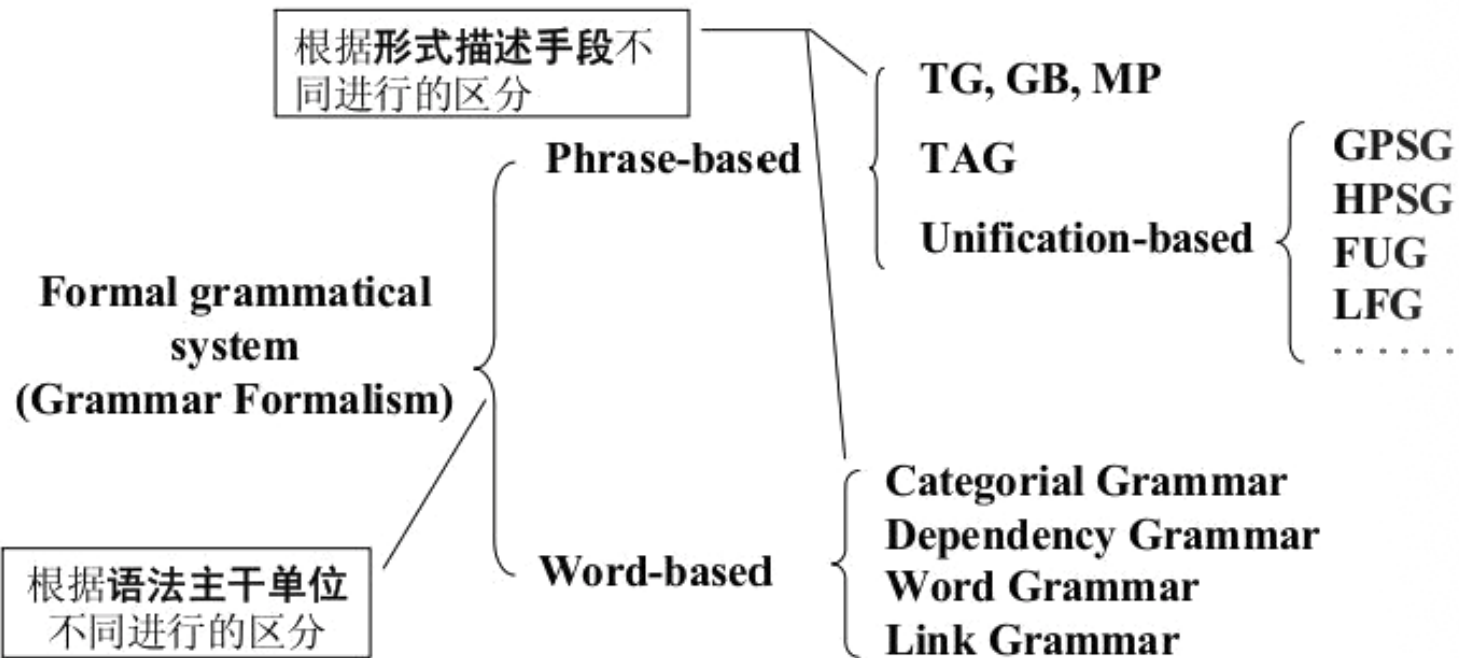 根据形式描述手段不
同进行的区分
TG, GB, MP
Phrase-based
TAG
Unification-based
GPSG
HPSG
FUG
LFG
......
Formal grammatical
system
(Grammar Formalism)
根据语法主干单位
不同进行的区分
Word-based
Categorial Grammar
Dependency Grammar
Word Grammar
Link Grammar